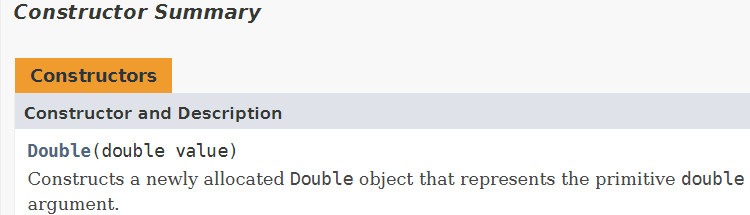 Constructor Summary
Constructors
Constructor and Description
Double(double value)
Constructs a newly allocated Double object that represents the primitive double
argument.